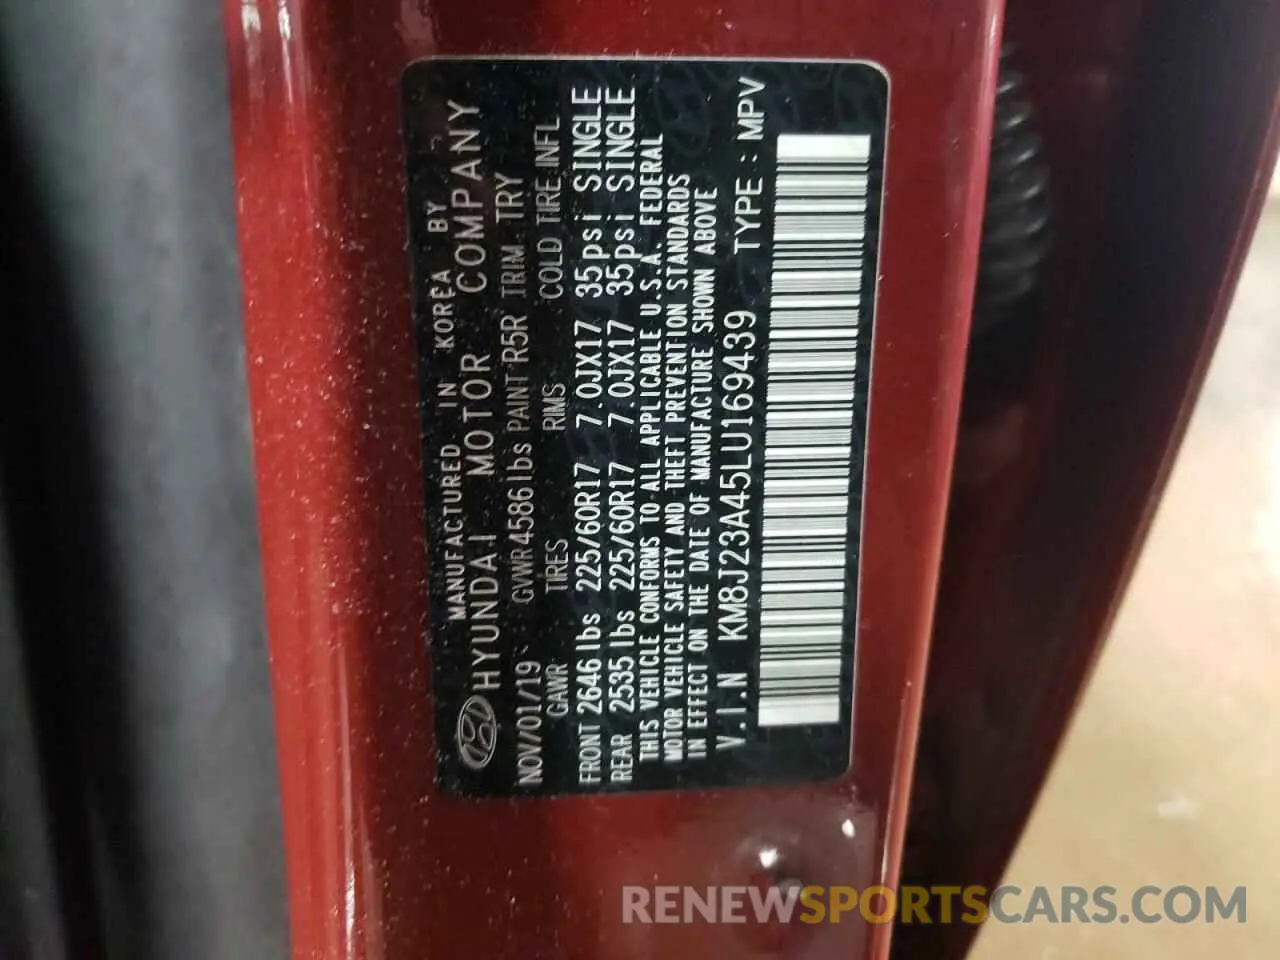 MANUFACTURED IN KOREA BY
HYUNDAI MOTOR COMPANY
NOV/01/19 GVWR4586lbs PAINT R5R TRIM TRY
GAWR TIRES RIMS COLD TIRE INFL
FRONT 2646 lbs 225/60R17 7.0JX17 35psi SINGLE
REAR 2535 lbs 225/60R17 7.0JX17 35psi SINGLE
THIS VEHICLE CONFORMS TO ALL APPLICABLE U.S.A. FEDERAL
MOTOR VEHICLE SAFETY AND THEFT PREVENTION STANDARDS
IN EFFECT ON THE DATE OF MANUFACTURE SHOWN ABOVE
V.I.N KM8J23A45LU169439 TYPE : MPV
RENEWSPORTSCARS.COM